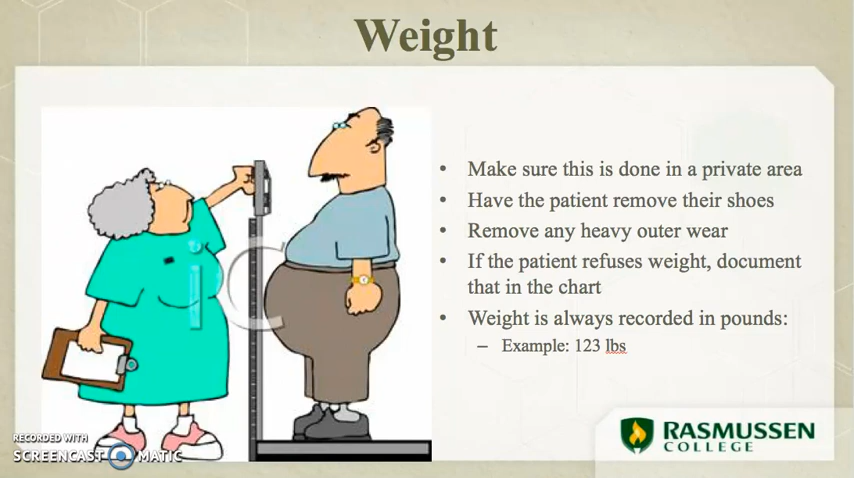 Weight
• Make sure this is done in a private area
• Have the patient remove their shoes
• Remove any heavy outer wear
• If the patient refuses weight, document
that in the chart
• Weight is always recorded in pounds:
– Example: 123 lbs
iC
RASMUSSEN
COLLEGE
RECORDED WITH
SCREENCAST MATIC